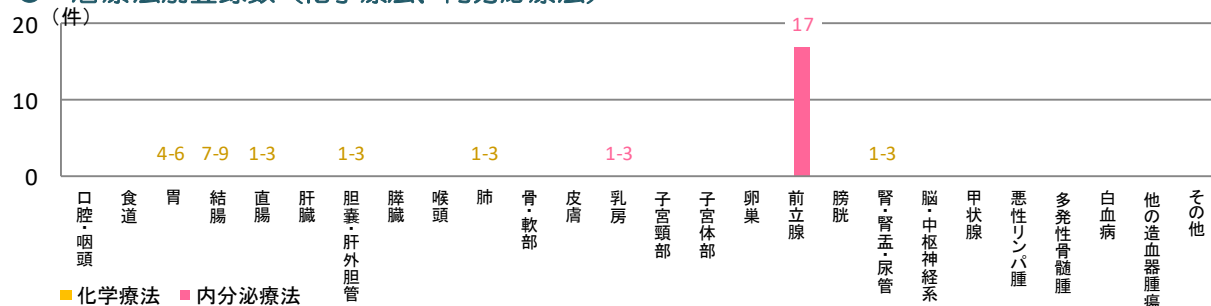 20 （件）
17
10
4-6 7-9 1-3 1-3 1-3 1-3 1-3
0
口腔・咽頭
食道
胃
結腸
直腸
肝臓
胆嚢・肝外胆管
膵臓
喉頭
肺
骨・軟部
皮膚
乳房
子宮頸部
子宮体部
卵巣
前立腺
膀胱
腎・腎盂・尿管
脳・中枢神経系
甲状腺
悪性リンパ腫
多発性骨髄腫
白血病
他の造血器腫瘍
その他
化学療法 内分泌療法